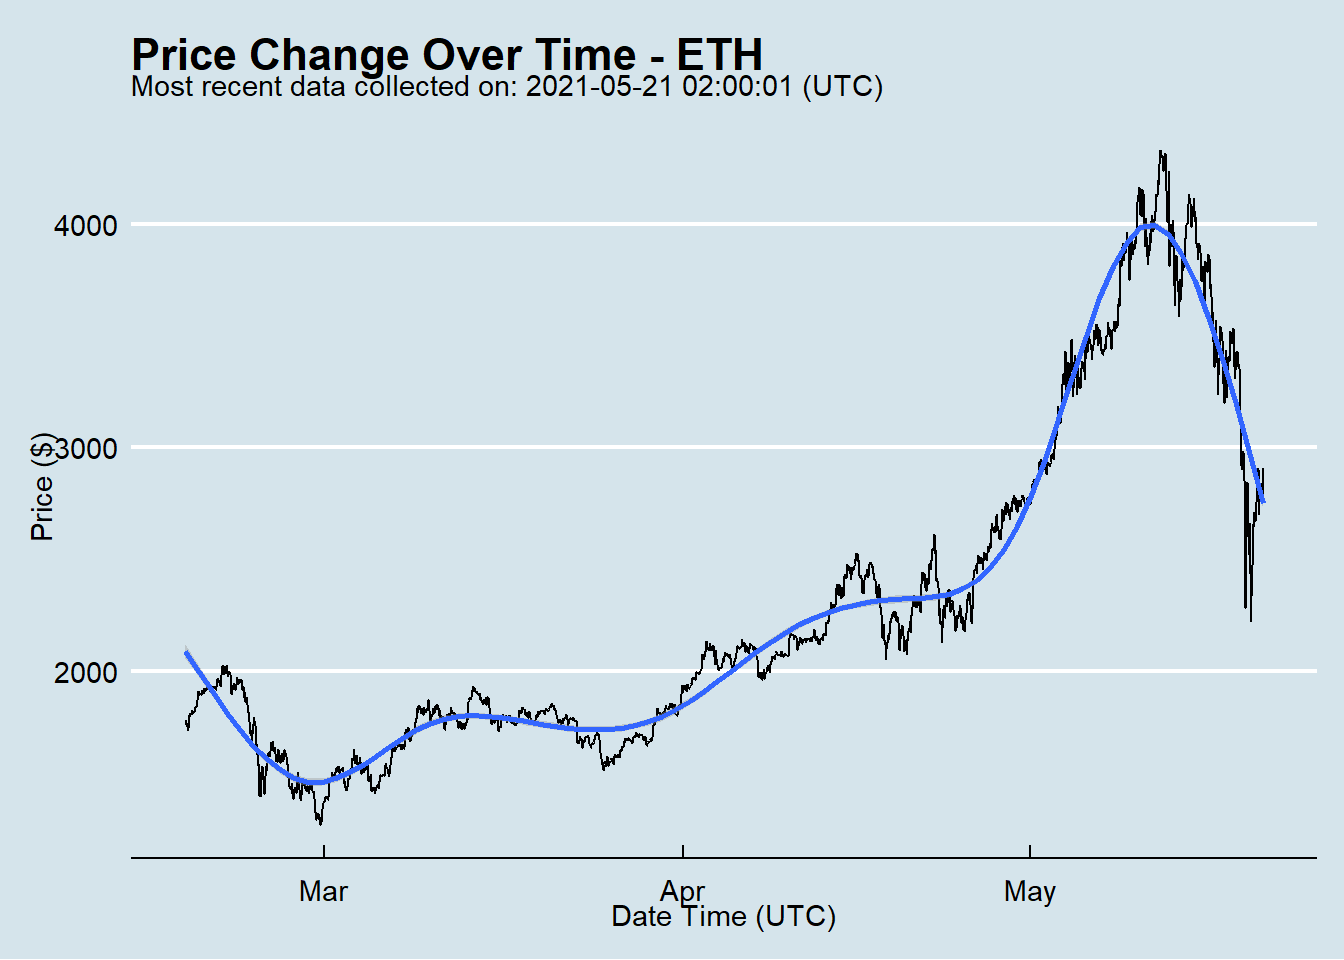 Price Change Over Time - ETH
Most recent data collected on: 2021-05-21 02:00:01 (UTC)
4000
3000
2000
Price ($)
Mar
Apr
May
Date Time (UTC)